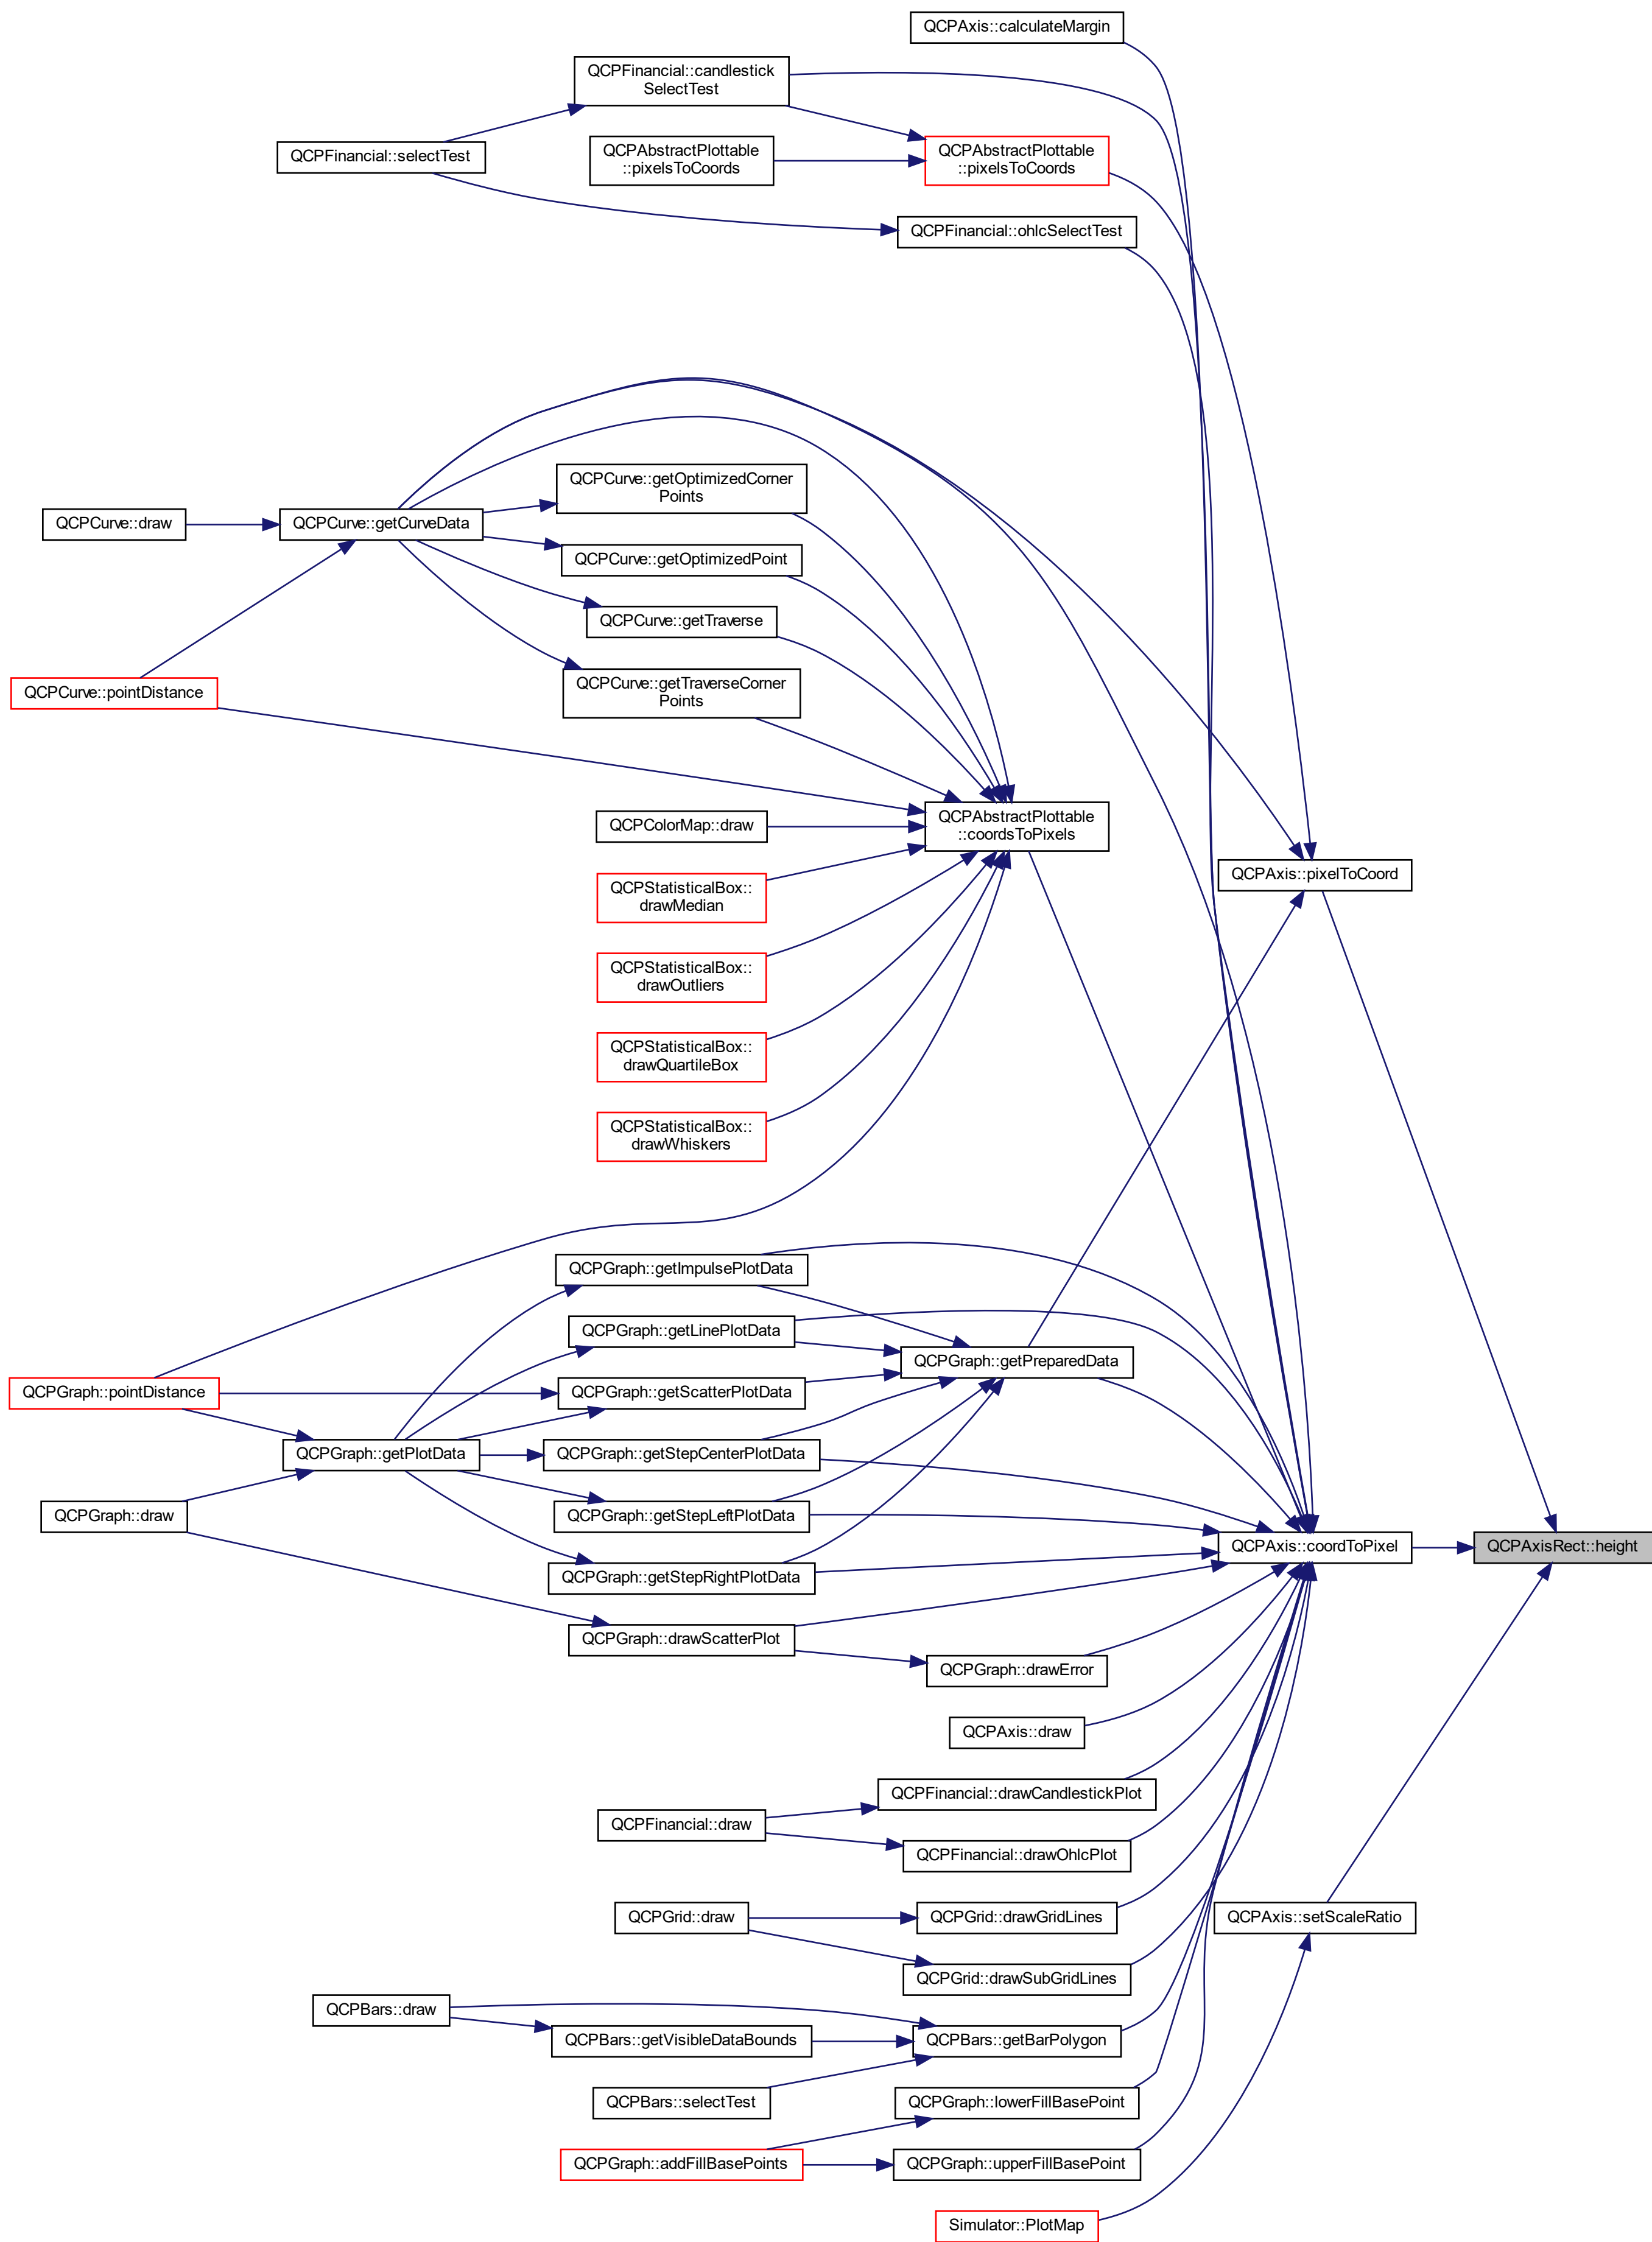 QCPAxis::calculateMargin
QCPFinancial::candlestick
SelectTest
QCPFinancial::selectTest
QCPAbstractPlottable
::pixelsToCoords
QCPAbstractPlottable
::pixelsToCoords
QCPFinancial::ohlcSelectTest
QCPCurve::getOptimizedCorner
Points
QCPCurve::draw
QCPCurve::getCurveData
QCPCurve::getOptimizedPoint
QCPCurve::getTraverse
QCPCurve::pointDistance
QCPCurve::getTraverseCorner
Points
QCPColorMap::draw
QCPAbstractPlottable
::coordsToPixels
QCPAxis::pixelToCoord
QCPStatisticalBox::
drawMedian
QCPStatisticalBox::
drawOutliers
QCPStatisticalBox::
drawQuartileBox
QCPStatisticalBox::
drawWhiskers
QCPGraph::getImpulsePlotData
QCPGraph::getLinePlotData
QCPGraph::getPreparedData
QCPGraph::pointDistance
QCPGraph::getScatterPlotData
QCPGraph::getPlotData
QCPGraph::getStepCenterPlotData
QCPGraph::draw
QCPGraph::getStepLeftPlotData
QCPAxis::coordToPixel
QCPAxisRect::height
QCPGraph::getStepRightPlotData
QCPGraph::drawScatterPlot
QCPGraph::drawError
QCPAxis::draw
QCPFinancial::drawCandlestickPlot
QCPFinancial::draw
QCPFinancial::drawOhlcPlot
QCPGrid::draw
QCPGrid::drawGridLines
QCPAxis::setScaleRatio
QCPGrid::drawSubGridLines
QCPBars::draw
QCPBars::getVisibleDataBounds
QCPBars::getBarPolygon
QCPBars::selectTest
QCPGraph::lowerFillBasePoint
QCPGraph::addFillBasePoints
QCPGraph::upperFillBasePoint
Simulator::PlotMap